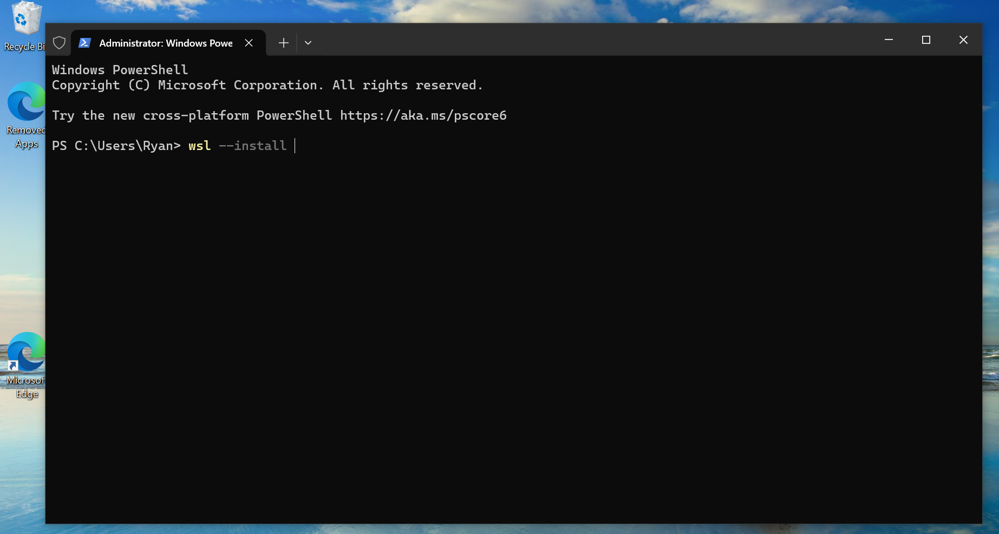 Recycle Bi
Removed
Apps
Microsof
Edge
Administrator: Windows Powe
Windows PowerShell
Copyright (C) Microsoft Corporation. All rights reserved.
Try the new cross-platform PowerShell https://aka.ms/pscore6
PS C:\Users\Ryan> wsl --install